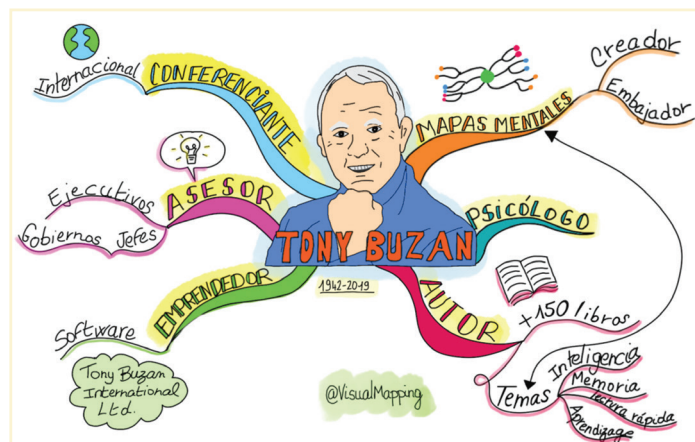 TONY BUZAN
1942-2019
MAPAS MENTALES
Creador
Embajador
PSICÓLOGO
AUTOR
+150 libros
Temas
Inteligencia
Memoria
lectura rápida
Aprendizage
EMPRENDEDOR
Software
Tony Buzan
International
Ltd.
ASESOR
Ejecutivos
Gobiernos Jefes
CONFERENCIANTE
Internacional
@VisualMapping